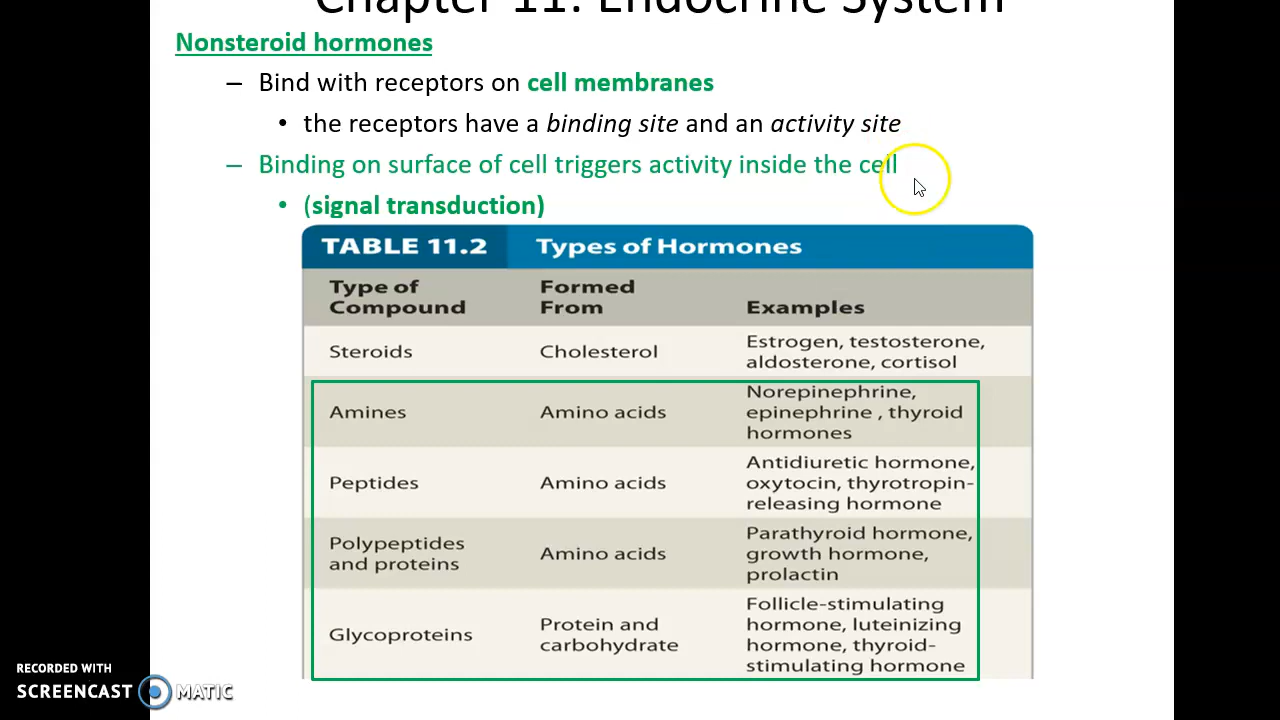 Chapter 11: Endocrine System
Nonsteroid hormones
– Bind with receptors on cell membranes
• the receptors have a binding site and an activity site
– Binding on surface of cell triggers activity inside the cell
• (signal transduction)
TABLE 11.2 Types of Hormones
Type of Compound Formed From Examples
Steroids Cholesterol Estrogen, testosterone,
aldosterone, cortisol
Amines Amino acids Norepinephrine,
epinephrine , thyroid
hormones
Peptides Amino acids Antidiuretic hormone,
oxytocin, thyrotropin-
releasing hormone
Polypeptides
and proteins Amino acids Parathyroid hormone,
growth hormone,
prolactin
Glycoproteins Protein and
carbohydrate Follicle-stimulating
hormone, luteinizing
hormone, thyroid-
stimulating hormone
RECORDED WITH
SCREENCAST MATIC